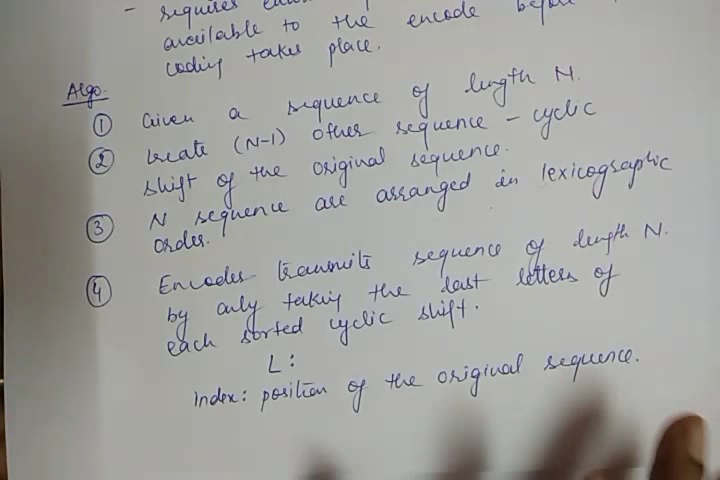 - requires
available to the encode before
coding takes place.
Algo.
① Given a sequence of length N.
② Create (N-1) other sequence - cyclic
shift of the original sequence.
③ N sequence are arranged in lexicographic
order.
④ Encoder transmits sequence of length N.
by only taking the last letters of
each sorted cyclic shift.
L :
Index: position of the original sequence.